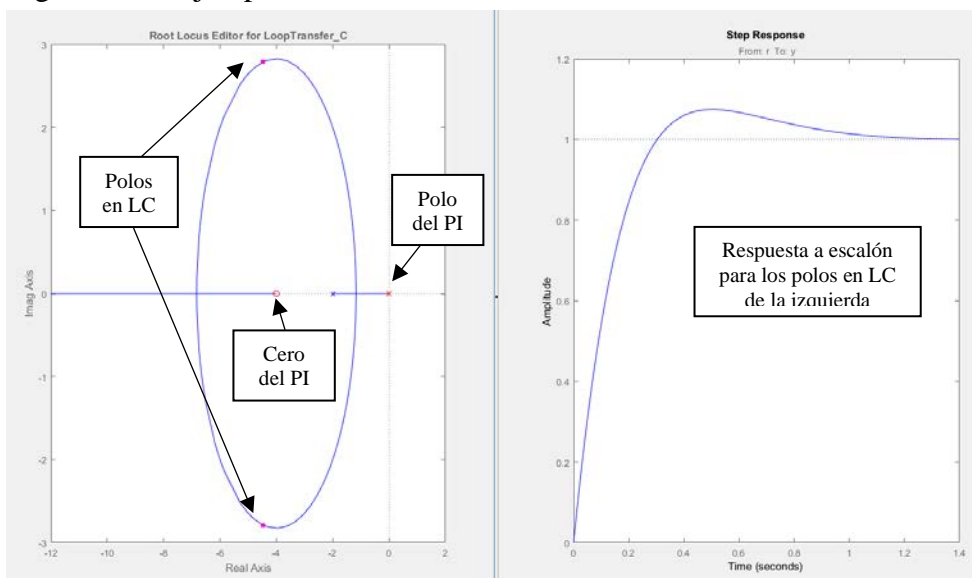 Root Locus Editor for LoopTransfer_C
3
2
1
0
-1
-2
-3
-12
-10
-8
-6
-4
-2
0
2
Imag Axis
Real Axis
Polos
en LC
Polo
del PI
Cero
del PI
Step Response
From: r To: y
1.2
1
0.8
0.6
0.4
0.2
0
0
0.2
0.4
0.6
0.8
1
1.2
1.4
Amplitude
Time (seconds)
Respuesta a escalón
para los polos en LC
de la izquierda